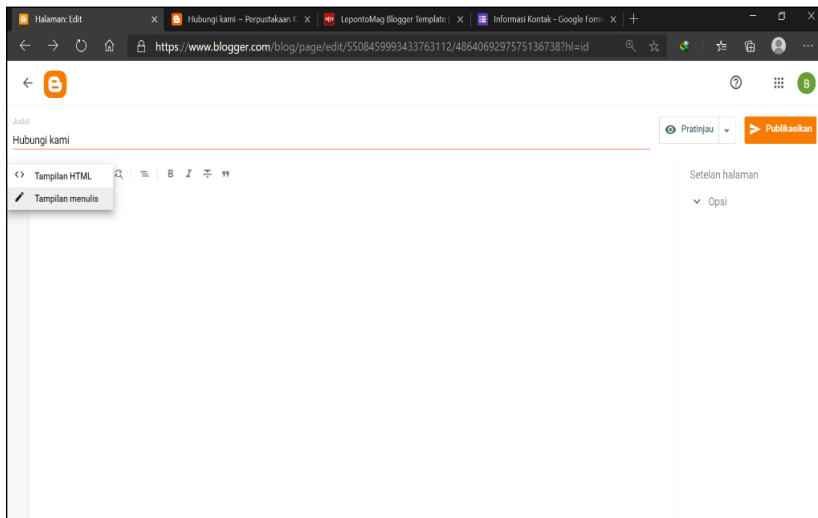 Halaman: Edit
Hubungi kami ~ Perpustakaan K
LepontoMag Blogger Template |
Informasi Kontak - Google Form
https://www.blogger.com/blog/page/edit/5508459993433763112/4864069297575136738?hl=id
B
Judul
Hubungi kami
Pratinjau
Publikasikan
Tampilan HTML
B I
Setelan halaman
Tampilan menulis
Opsi